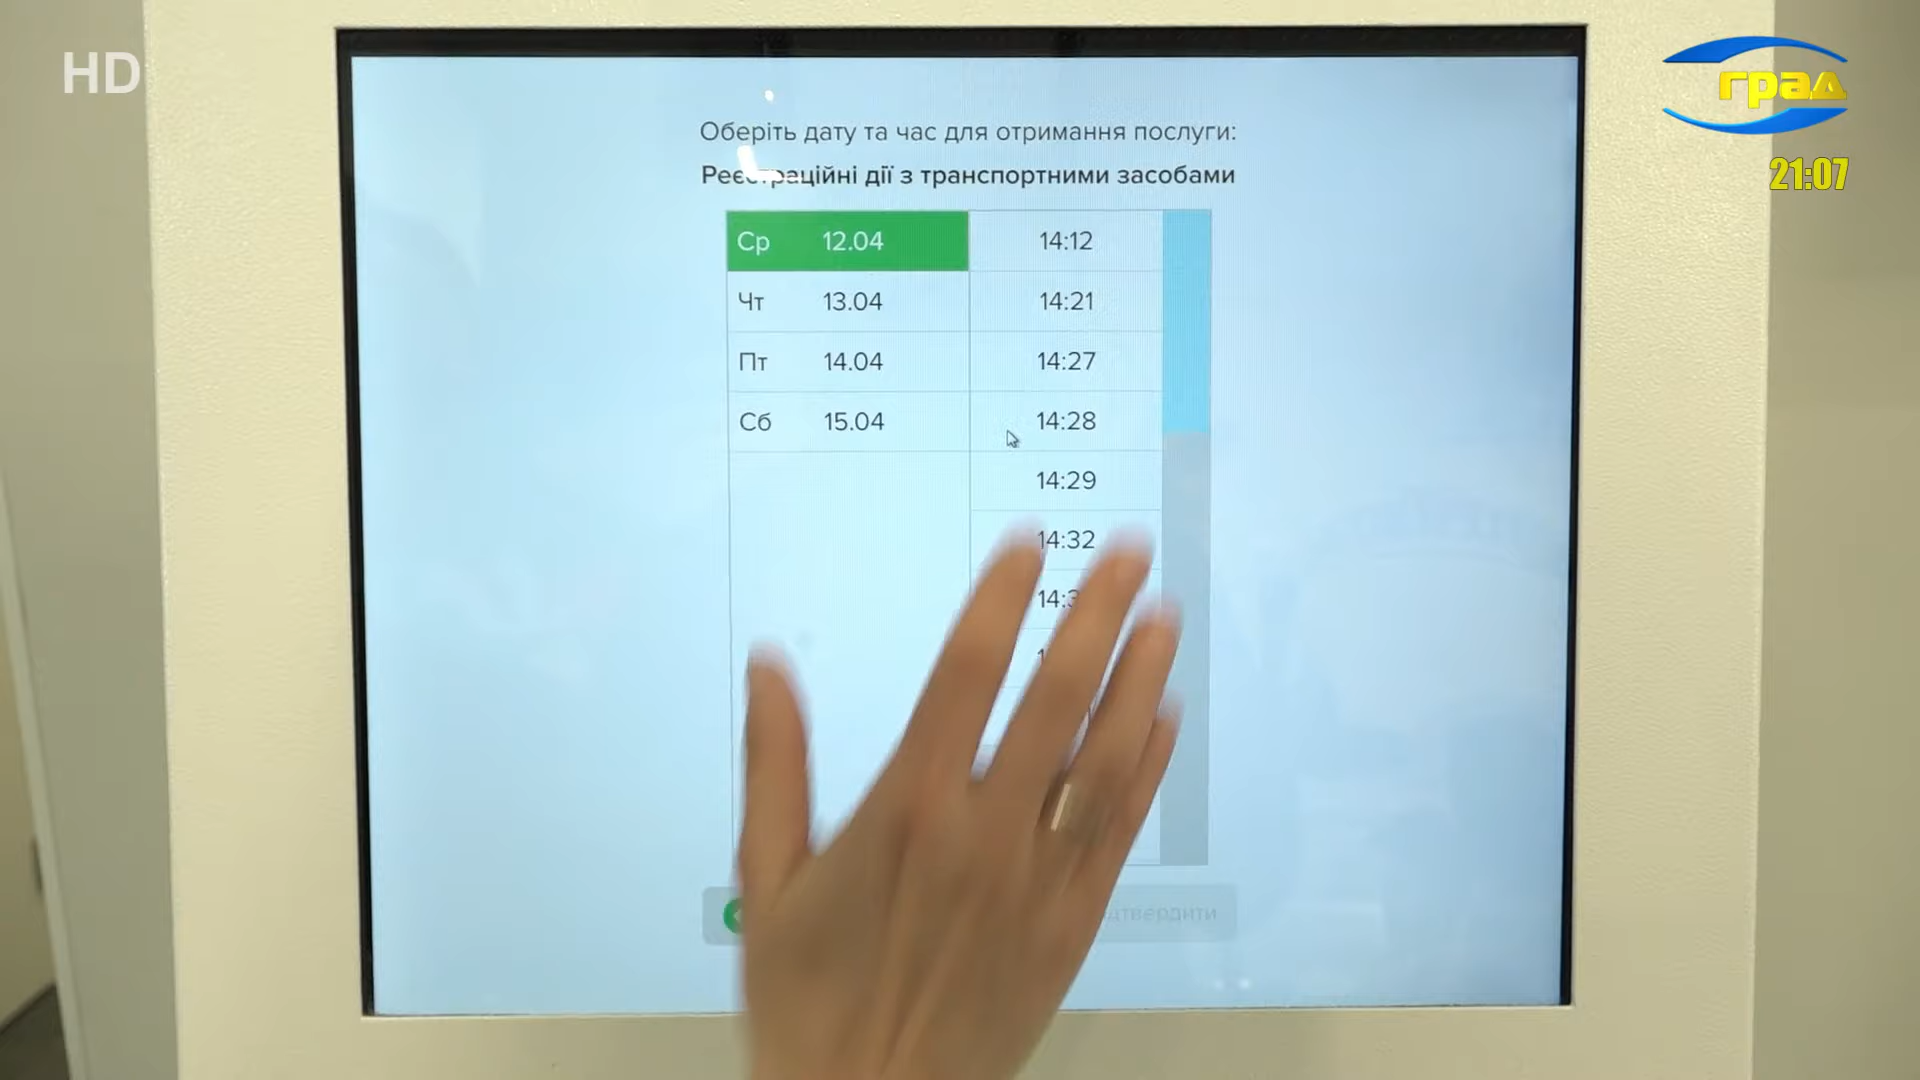 HD
град
21:07
Оберіть дату та час для отримання послуги:
Реєстраційні дії з транспортними засобами
Ср 12.04 14:12
Чт 13.04 14:21
Пт 14.04 14:27
Сб 15.04 14:28
14:29
14:32